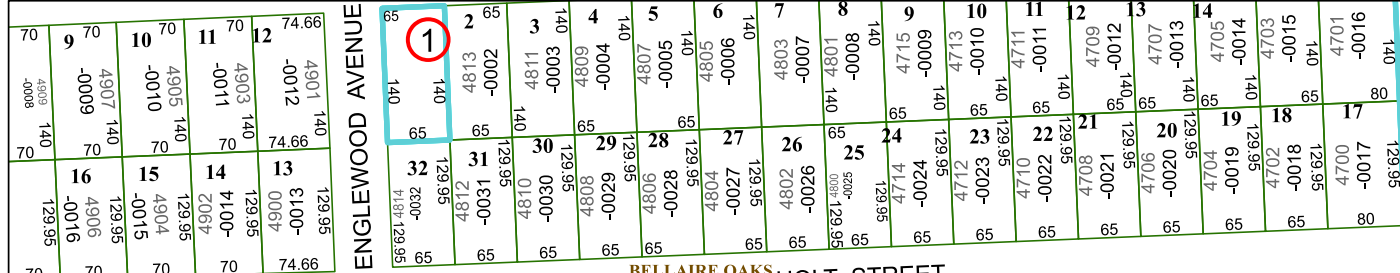 70 70 70 74.66 65 65
9 10 11 12 1 2 3 4 5 6 7 8 9 10 11 12 13 14
4909 -0008 140
4907 -0009 140
4905 -0010 140
4903 -0011 140
4901 -0012 140
70 70 70 74.66
ENGLEWOOD AVENUE
140 140 65
4813 -0002 65
4811 -0003 140 140
4809 -0004 140 65
4807 -0005 140 65
4805 -0006 140
4803 -0007
4801 -0008 140
4715 -0009 140 65
4713 -0010 140
4711 -0011 140 65
4709 -0012 140
4707 -0013 140 65
4705 -0014 140
4703 -0015 140 65
4701 -0016 80
16 15 14 13 32 31 30 29 28 27 26 25 24 23 22 21 20 19 18 17
129.95
4906 -0016 129.95
4904 -0015 129.95
4902 -0014 129.95
4900 -0013 129.95
70 70 70 74.66
4814 -0032 129.95 129.95 65
4812 -0031 129.95 65
4810 -0030 65
4808 -0029 129.95 65
4806 -0028 129.95 65
4804 -0027 129.95 65
4802 -0026 65
65 4800 -0025 129.95 129.95 65
4714 -0024 129.95 65
4712 -0023 129.95 65
4710 -0022 129.95 65
4708 -0021 129.95 65
4706 -0020 129.95 65
4704 -0019 129.95 65
4702 -0018 129.95 65
4700 -0017 129.95 80
BELLAIRE OAKS HOLT STREET